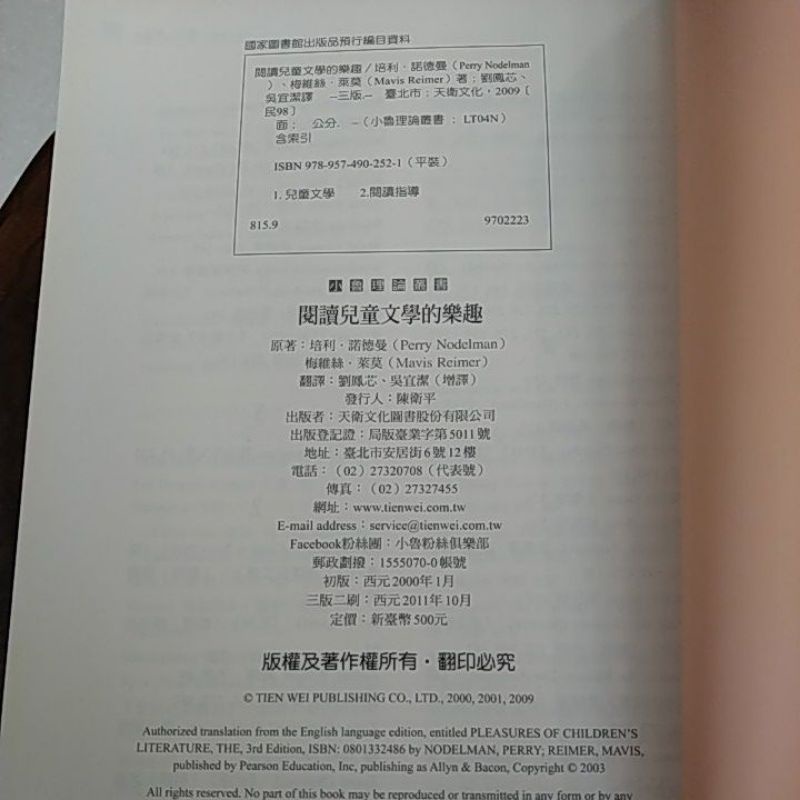 國家圖書館出版品預行編目資料
閱讀兒童文學的樂趣／培利．諾德曼（Perry Nodelman
）、梅維絲．萊莫（Mavis Reimer）著；劉鳳芯、
吳宜潔譯　--三版.--　臺北市：天衛文化，2009〔
民98〕
面；　公分.　--（小魯理論叢書；LT04N）
含索引
ISBN 978-957-490-252-1（平裝）
1. 兒童文學　2.閱讀指導
815.9　9702223
小魯理論叢書
閱讀兒童文學的樂趣
原著：培利．諾德曼（Perry Nodelman）
梅維絲．萊莫（Mavis Reimer）
翻譯：劉鳳芯、吳宜潔（增譯）
發行人：陳衛平
出版者：天衛文化圖書股份有限公司
出版登記證：局版臺業字第5011號
地址：臺北市安居街6號12樓
電話：（02）27320708（代表號）
傳真：（02）27327455
網址：www.tienwei.com.tw
E-mail address：service@tienwei.com.tw
Facebook粉絲團：小魯粉絲俱樂部
郵政劃撥：1555070-0帳號
初版：西元2000年1月
三版二刷：西元2011年10月
定價：新臺幣500元
版權及著作權所有．翻印必究
© TIEN WEI PUBLISHING CO., LTD., 2000, 2001, 2009
Authorized translation from the English language edition, entitled PLEASURES OF CHILDREN'S
LITERATURE, THE, 3rd Edition, ISBN: 0801332486 by NODELMAN, PERRY; REIMER, MAVIS,
published by Pearson Education, Inc, publishing as Allyn & Bacon, Copyright © 2003
All rights reserved. No part of this book may be reproduced or transmitted in any form or by any